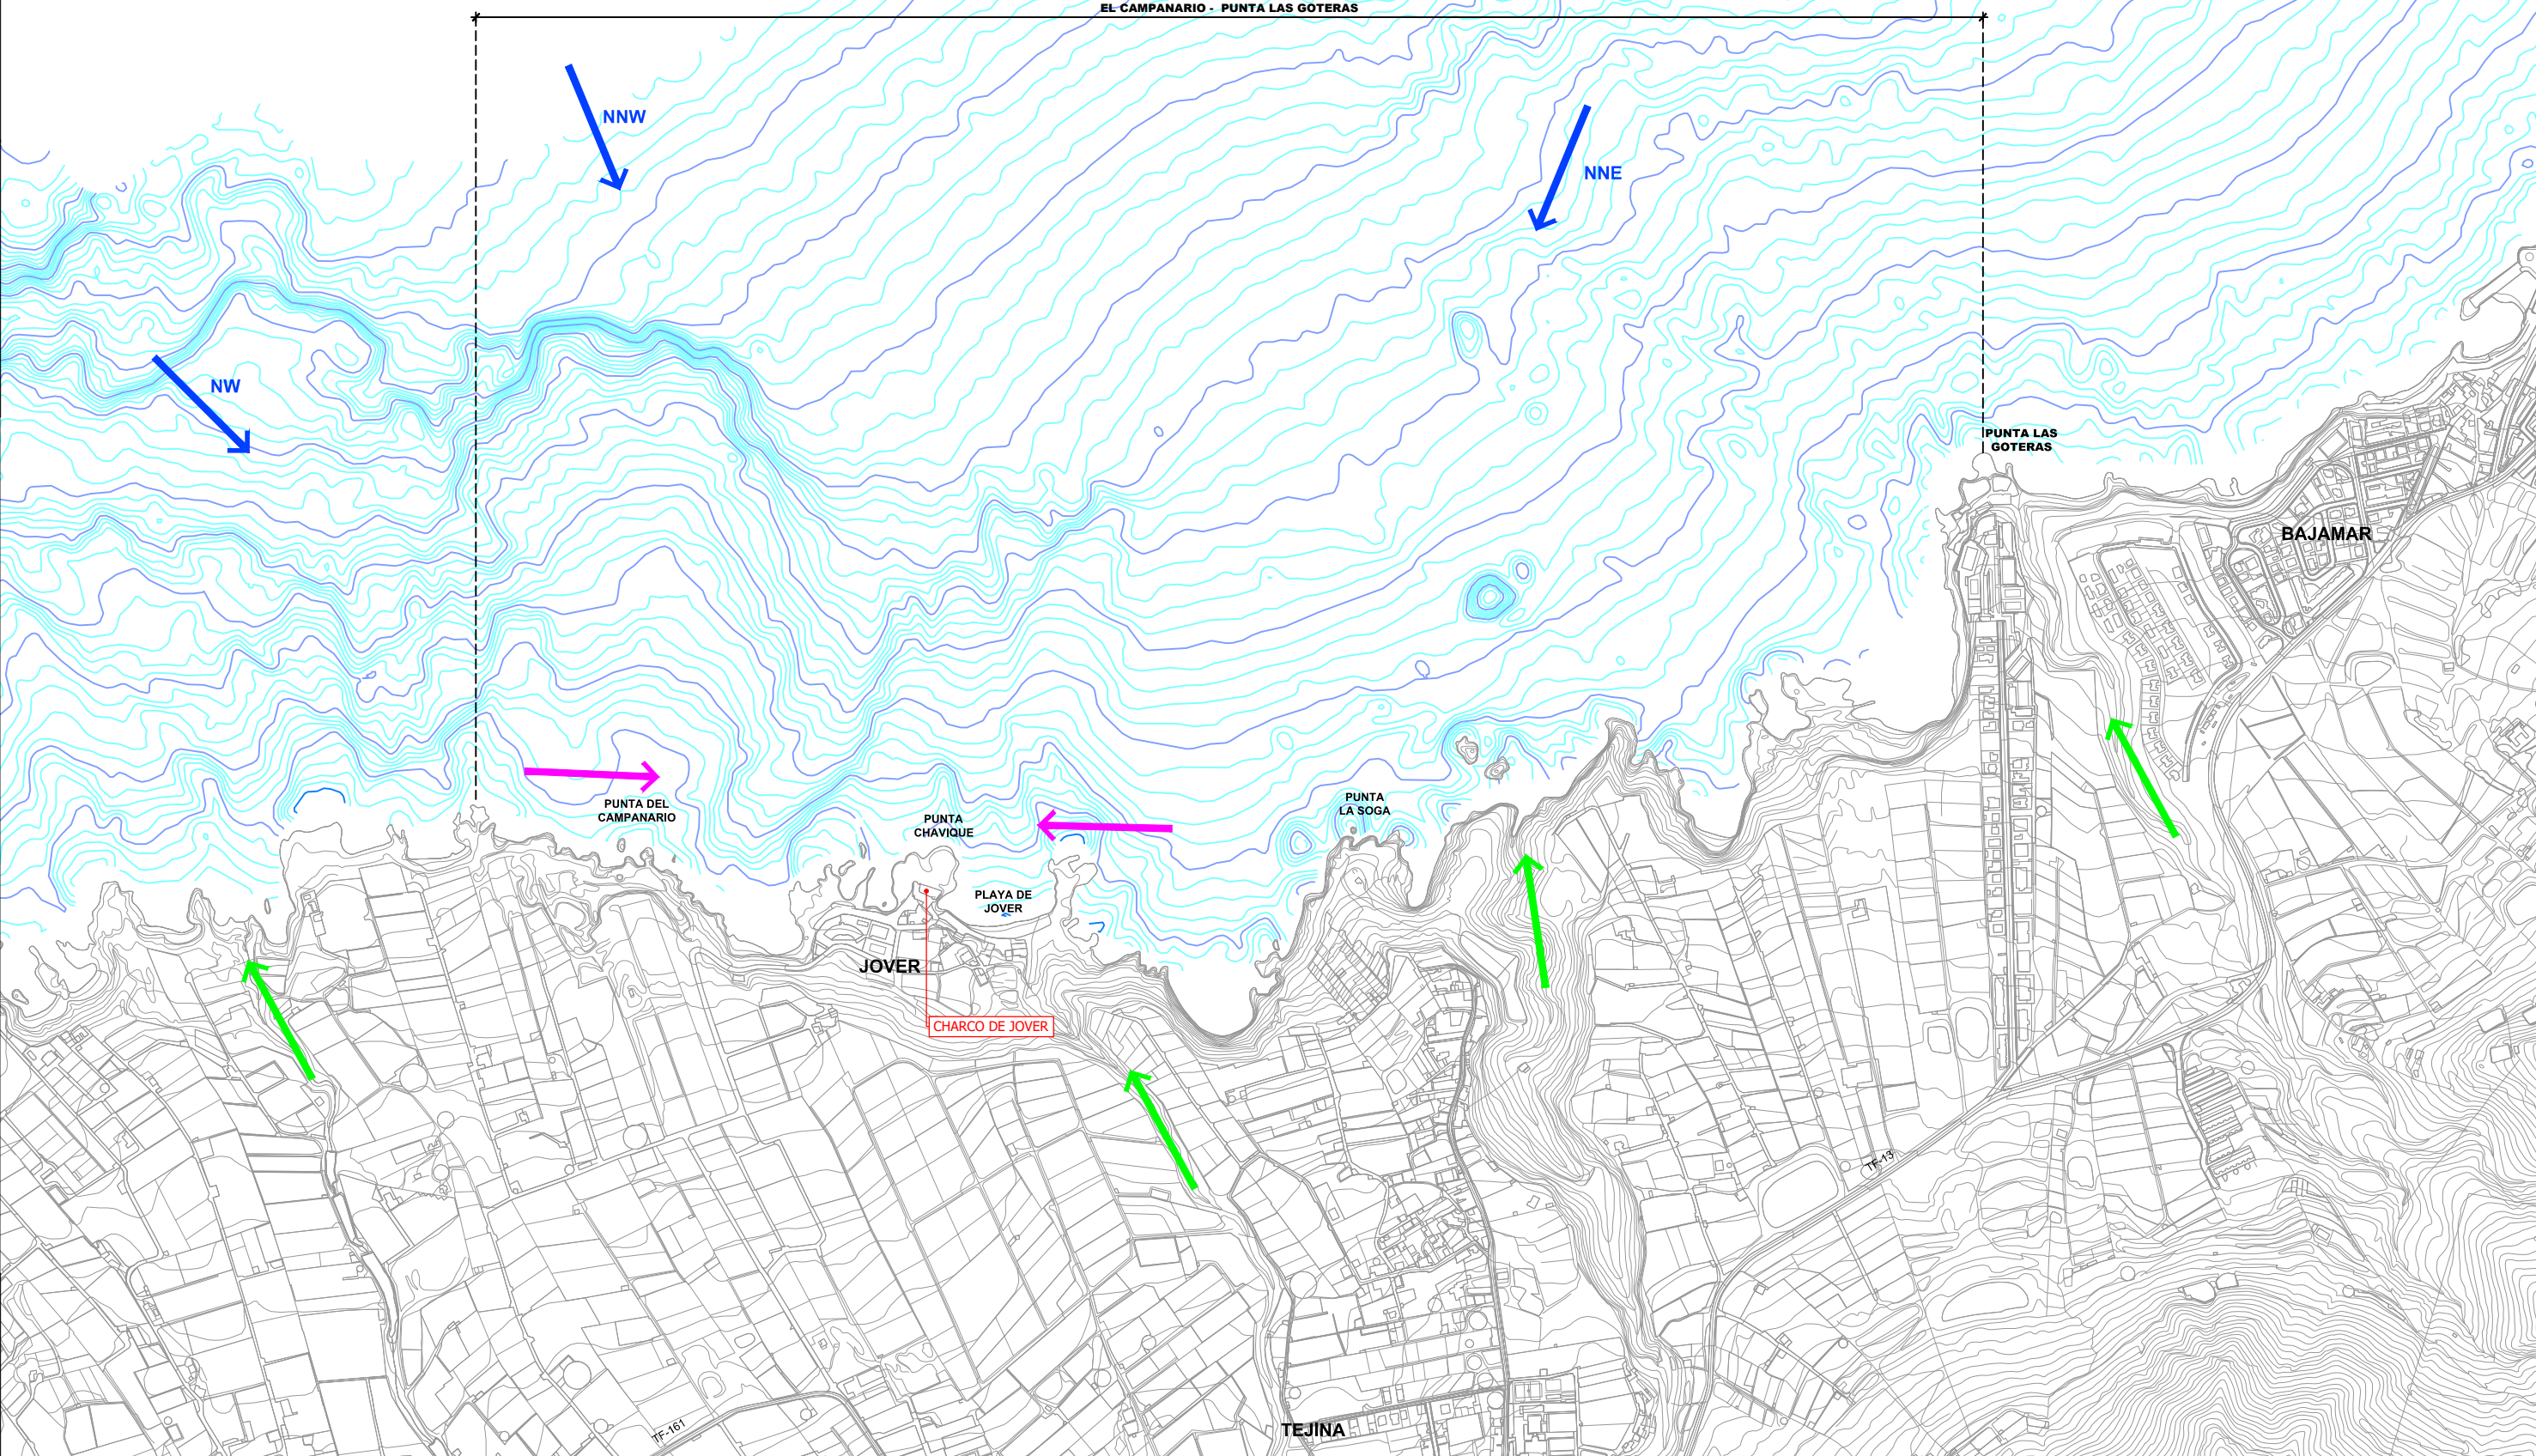 EL CAMPANARIO - PUNTA LAS GOTERAS
NNW
NNE
NW
PUNTA LAS
GOTERAS
BAJAMAR
PUNTA DEL
CAMPANARIO
PUNTA
CHAVIQUE
PUNTA
LA SOGA
PLAYA DE
JOVER
JOVER
CHARCO DE JOVER
TF-13
TF-161
TEJINA